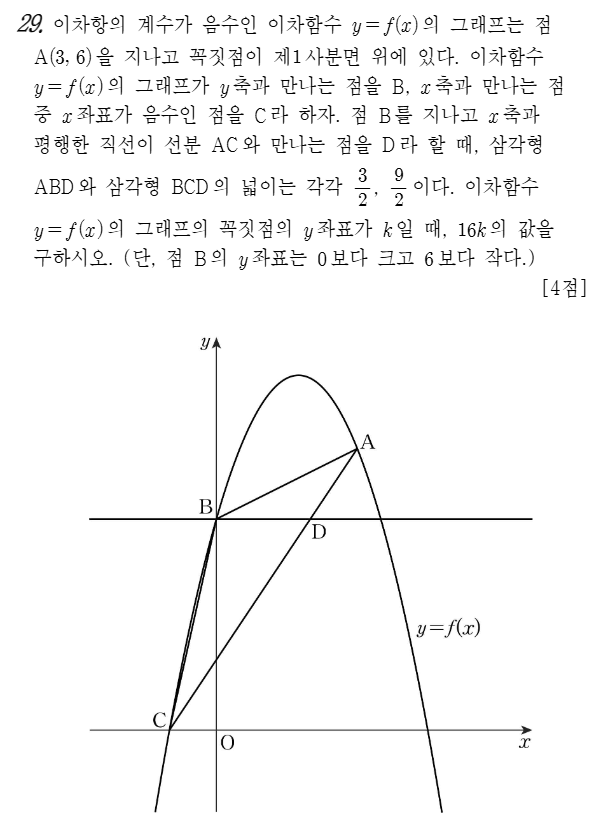 29. 이차항의 계수가 음수인 이차함수 y=f(x)의 그래프는 점
A(3, 6)을 지나고 꼭짓점이 제1사분면 위에 있다. 이차함수
y=f(x)의 그래프가 y축과 만나는 점을 B, x축과 만나는 점
중 x좌표가 음수인 점을 C라 하자. 점 B를 지나고 x축과
평행한 직선이 선분 AC와 만나는 점을 D라 할 때, 삼각형
ABD와 삼각형 BCD의 넓이는 각각 3/2, 9/2이다. 이차함수
y=f(x)의 그래프의 꼭짓점의 y좌표가 k일 때, 16k의 값을
구하시오. (단, 점 B의 y좌표는 0보다 크고 6보다 작다.)
[4점]
y
A
B
D
y=f(x)
C
O
x